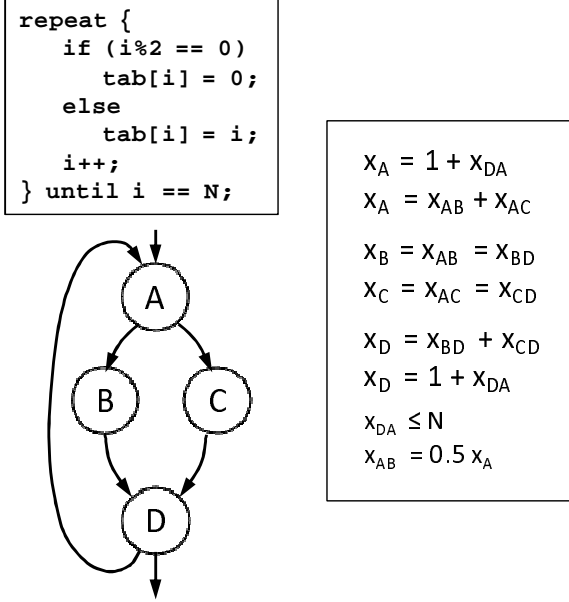 repeat {
if (i%2 == 0)
tab[i] = 0;
else
tab[i] = i;
i++;
} until i == N;
A
B
C
D
x_A = 1 + x_DA
x_A = x_AB + x_AC
x_B = x_AB = x_BD
x_C = x_AC = x_CD
x_D = x_BD + x_CD
x_D = 1 + x_DA
x_DA ≤ N
x_AB = 0.5 x_A